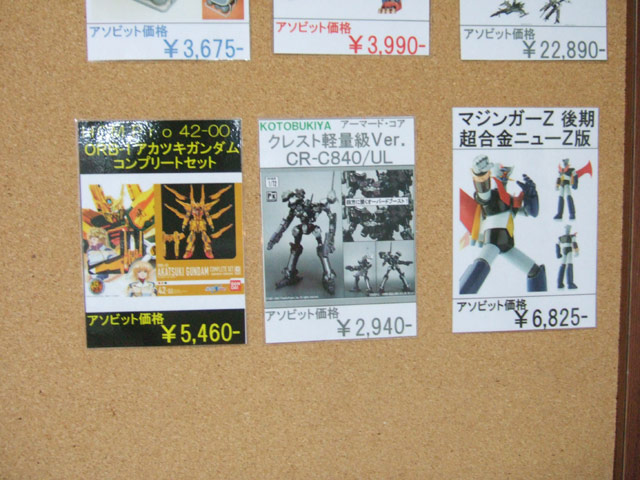 アソビット価格
¥3,675-
アソビット価格
¥3,990-
アソビット価格
¥22,890-
42-00
ORB-1アカツキガンダム
コンプリートセット
AKATSUKI GUNDAM
アソビット価格
¥5,460-
KOTOBUKIYA アーマード・コア
クレスト軽量級Ver.
CR-C840/UL
アソビット価格
¥2,940-
マジンガーZ 後期
超合金ニューZ版
アソビット価格
¥6,825-